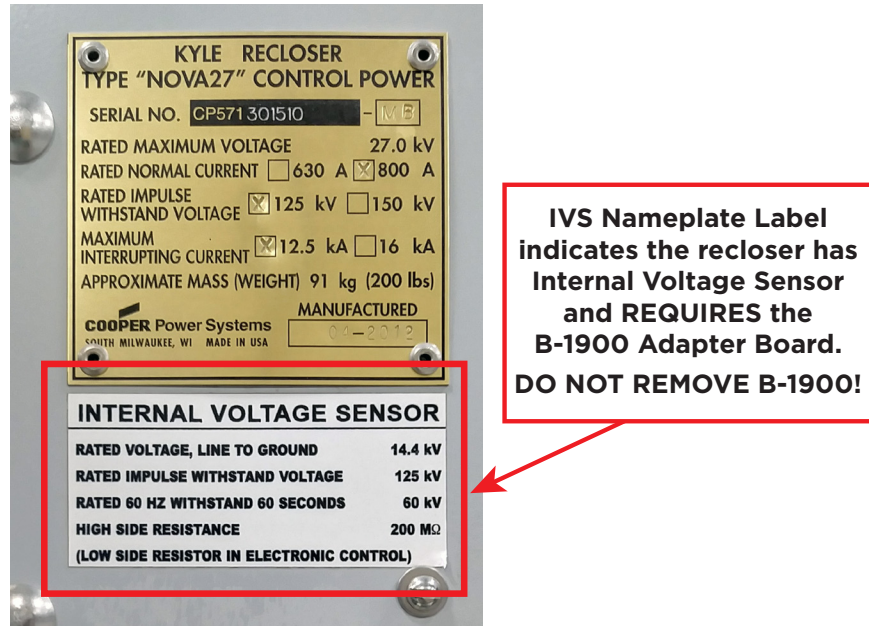 KYLE RECLOSER
TYPE "NOVA27" CONTROL POWER
SERIAL NO. CP571301510 - MB
RATED MAXIMUM VOLTAGE 27.0 kV
RATED NORMAL CURRENT 630 A X 800 A
RATED IMPULSE
WITHSTAND VOLTAGE X 125 kV 150 kV
MAXIMUM
INTERRUPTING CURRENT X 12.5 kA 16 kA
APPROXIMATE MASS (WEIGHT) 91 kg (200 lbs)
COOPER Power Systems
SOUTH MILWAUKEE, WI MADE IN USA
MANUFACTURED
04-2012
INTERNAL VOLTAGE SENSOR
RATED VOLTAGE, LINE TO GROUND 14.4 kV
RATED IMPULSE WITHSTAND VOLTAGE 125 kV
RATED 60 HZ WITHSTAND 60 SECONDS 60 kV
HIGH SIDE RESISTANCE 200 MΩ
(LOW SIDE RESISTOR IN ELECTRONIC CONTROL)
IVS Nameplate Label
indicates the recloser has
Internal Voltage Sensor
and REQUIRES the
B-1900 Adapter Board.
DO NOT REMOVE B-1900!